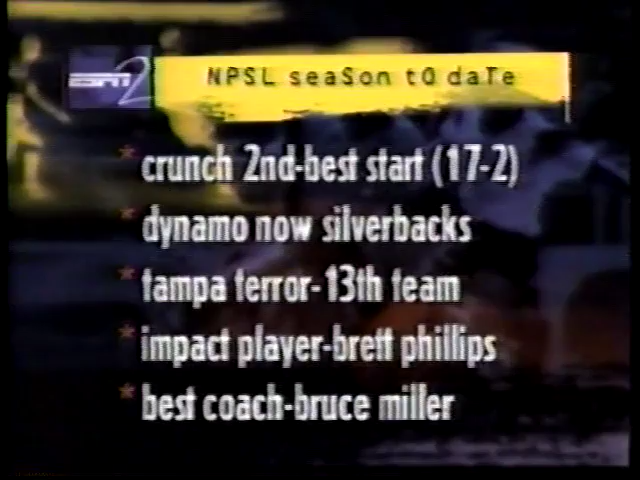 ESPN2
NPSL seaSon tO daTe
* crunch 2nd-best start (17-2)
* dynamo now silverbacks
* tampa terror-13th team
* impact player-brett phillips
* best coach-bruce miller